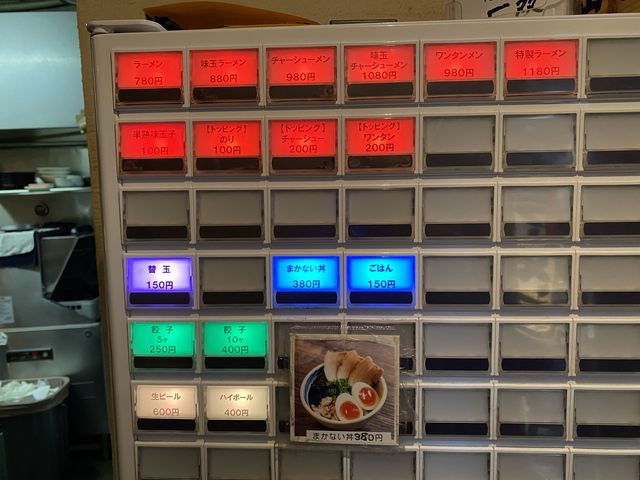 ラーメン
780円
味玉ラーメン
880円
チャーシューメン
980円
味玉
チャーシューメン
1080円
ワンタンメン
980円
特製ラーメン
1180円
半熟味玉子
100円
【トッピング】
のり
100円
【トッピング】
チャーシュー
200円
【トッピング】
ワンタン
200円
替玉
150円
まかない丼
380円
ごはん
150円
餃子
5ヶ
250円
餃子
10ヶ
400円
生ビール
600円
ハイボール
400円
まかない丼380円